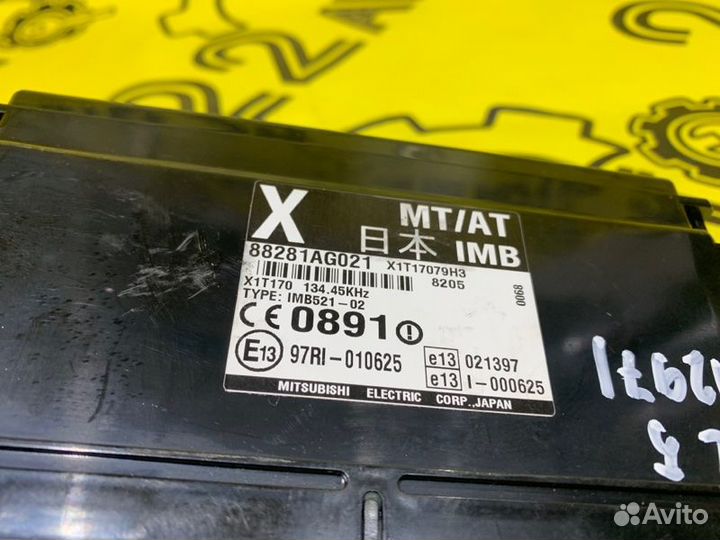 X MT/AT
日本 IMB
88281AG021 X1T17079H3
8205
0068
X1T170 134.45KHz
TYPE: IMB521-02
CE 0891
E13 97RI-010625
e13 021397
e13 I-000625
MITSUBISHI ELECTRIC CORP.,JAPAN
Avito